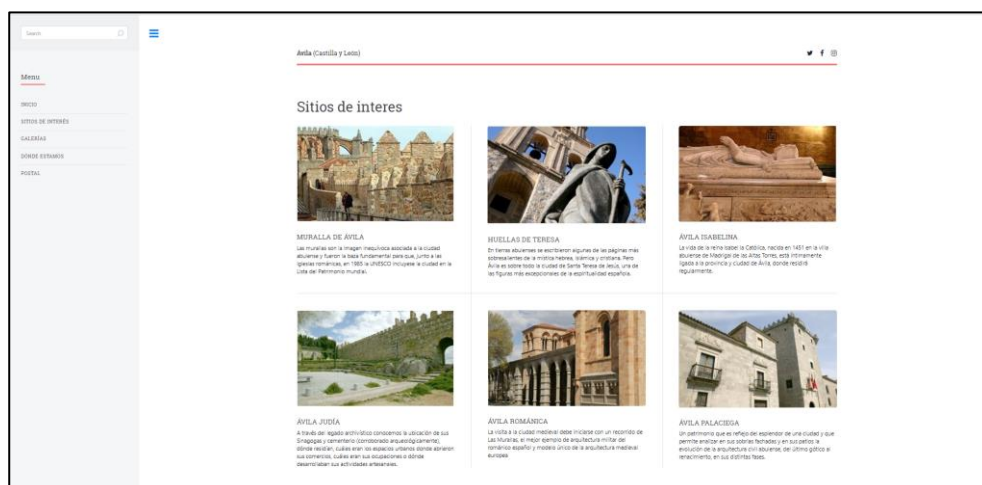 Search
Menu
INICIO
SITIOS DE INTERÉS
GALERÍAS
DÓNDE ESTAMOS
POSTAL
Ávila (Castilla y León)
Sitios de interes
MURALLA DE ÁVILA
Las murallas son la imagen inequívoca asociada a la ciudad
abulense y fueron la baza fundamental para que, junto a las
iglesias románicas, en 1985 la UNESCO incluyese la ciudad en la
Lista del Patrimonio mundial.
HUELLAS DE TERESA
En tierras abulenses se escribieron algunas de las páginas más
sobresalientes de la mística hebrea, islámica y cristiana. Pero
Ávila es sobre todo la ciudad de Santa Teresa de Jesús, una de
las figuras más excepcionales de la espiritualidad española.
ÁVILA ISABELINA
La vida de la reina Isabel la Católica, nacida en 1451 en la villa
abulense de Madrigal de las Altas Torres, está íntimamente
ligada a la provincia y ciudad de Ávila, donde residirá
regularmente.
ÁVILA JUDÍA
A través del legado archivístico conocemos la ubicación de sus
Sinagogas y cementerio (corroborado arqueológicamente),
dónde residían, cuáles eran los espacios urbanos donde abrieron
sus comercios, cuáles eran sus ocupaciones o dónde
desarrollaban sus actividades artesanales.
ÁVILA ROMÁNICA
La visita a la ciudad medieval debe iniciarse con un recorrido de
Las Murallas, el mejor ejemplo de arquitectura militar del
románico español y modelo único de la arquitectura medieval
europea.
ÁVILA PALACIEGA
Un patrimonio que es reflejo del esplendor de una ciudad y que
permite analizar en sus sobrias fachadas y en sus patios la
evolución de la arquitectura civil abulense, del último gótico al
renacimiento, en sus distintas fases.